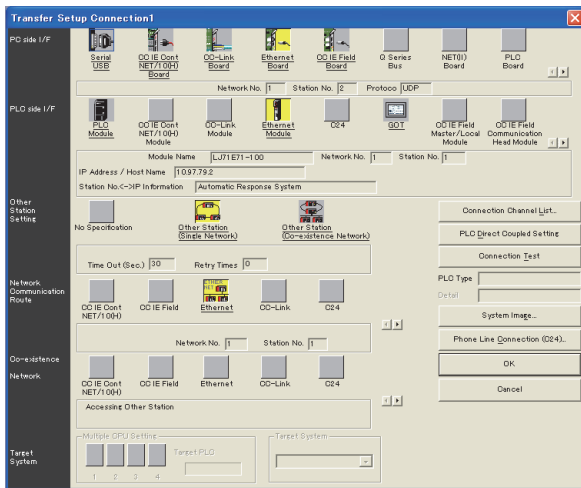 Transfer Setup Connection1
PC side I/F
Serial USB
CC IE Cont NET/10(H) Board
CC-Link Board
Ethernet Board
CC IE Field Board
Q Series Bus
NET(II) Board
PLC Board
Network No. 1 Station No. 2 Protocol UDP
PLC side I/F
PLC Module
CC IE Cont NET/10(H) Module
CC-Link Module
Ethernet Module
C24
GOT
CC IE Field Master/Local Module
CC IE Field Communication Head Module
Module Name LJ71E71-100 Network No. 1 Station No. 1
IP Address / Host Name 10.97.79.2
Station No.<->IP Information Automatic Response System
Other Station Setting
No Specification
Other Station (Single Network)
Other Station (Co-existence Network)
Time Out (Sec.) 30 Retry Times 0
Connection Channel List...
PLC Direct Coupled Setting
Connection Test
PLC Type
Detail
System Image...
Phone Line Connection (C24)...
OK
Cancel
Network Communication Route
CC IE Cont NET/10(H)
CC IE Field
Ethernet
CC-Link
C24
Network No. 1 Station No. 1
Co-existence Network
CC IE Cont NET/10(H)
CC IE Field
Ethernet
CC-Link
C24
Accessing Other Station
Target System
Multiple CPU Setting
1 2 3 4
Target PLC
Target System